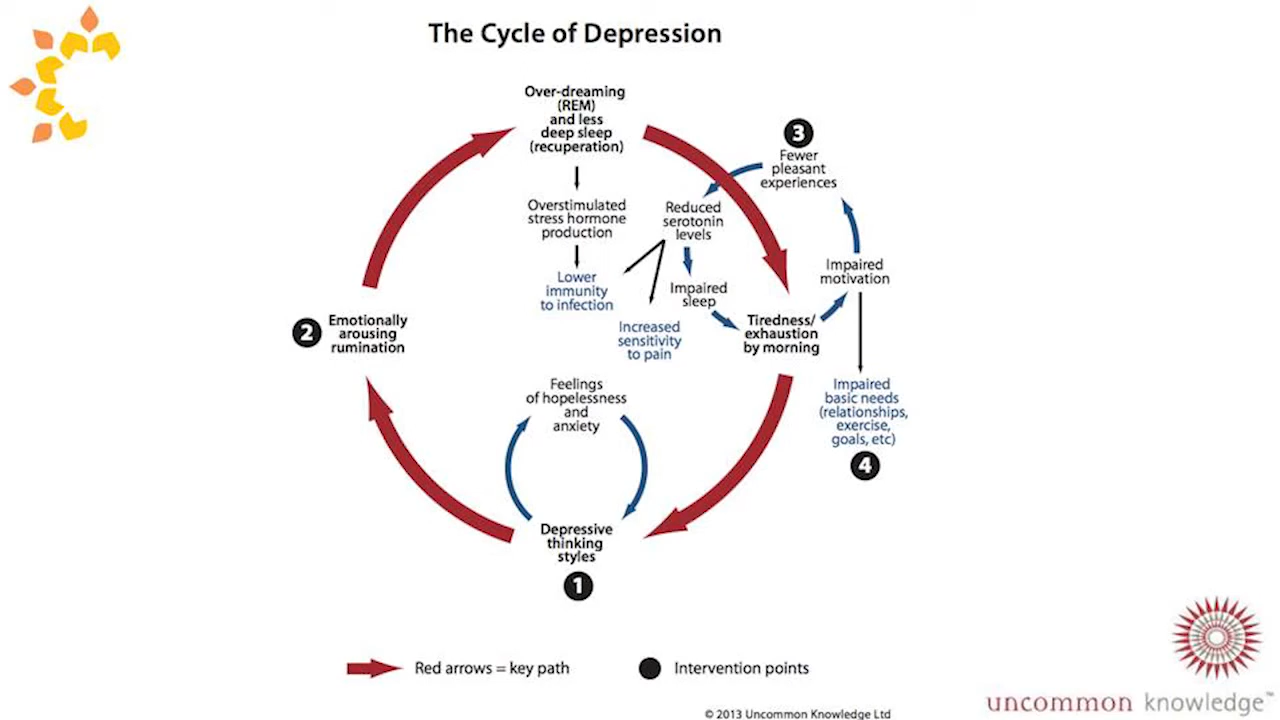 The Cycle of Depression
Over-dreaming
(REM)
and less
deep sleep
(recuperation)
3
Fewer
pleasant
experiences
Overstimulated
stress hormone
production
Reduced
serotonin
levels
Lower
immunity
to infection
Impaired
sleep
Impaired
motivation
Increased
sensitivity
to pain
Tiredness/
exhaustion
by morning
2
Emotionally
arousing
rumination
Feelings
of hopelessness
and
anxiety
Impaired
basic needs
(relationships,
exercise,
goals, etc)
4
Depressive
thinking
styles
1
Red arrows = key path
Intervention points
© 2013 Uncommon Knowledge Ltd
uncommon knowledge™